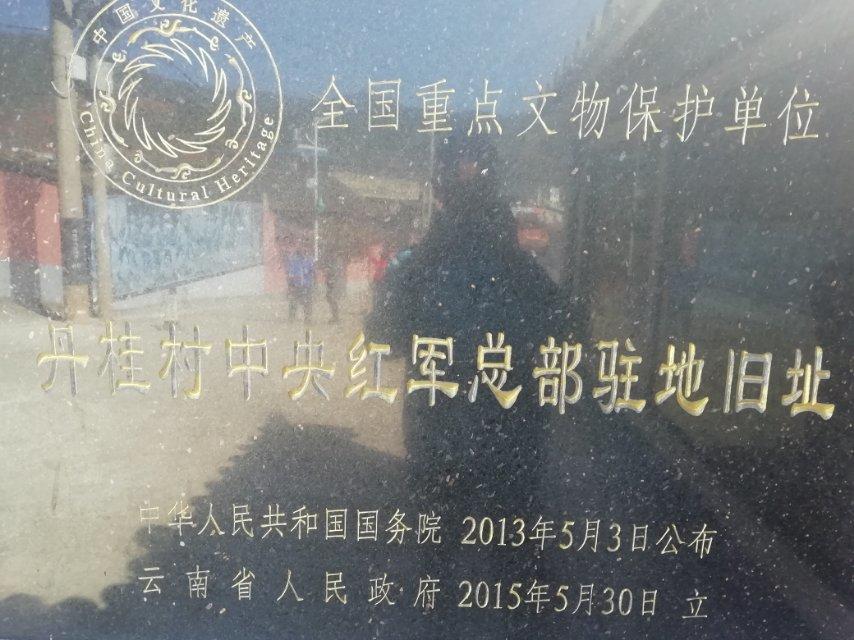 中国文化遗产
China Cultural Heritage
全国重点文物保护单位
丹桂村中央红军总部驻地旧址
中华人民共和国国务院 2013年5月3日公布
云南省人民政府 2015年5月30日 立